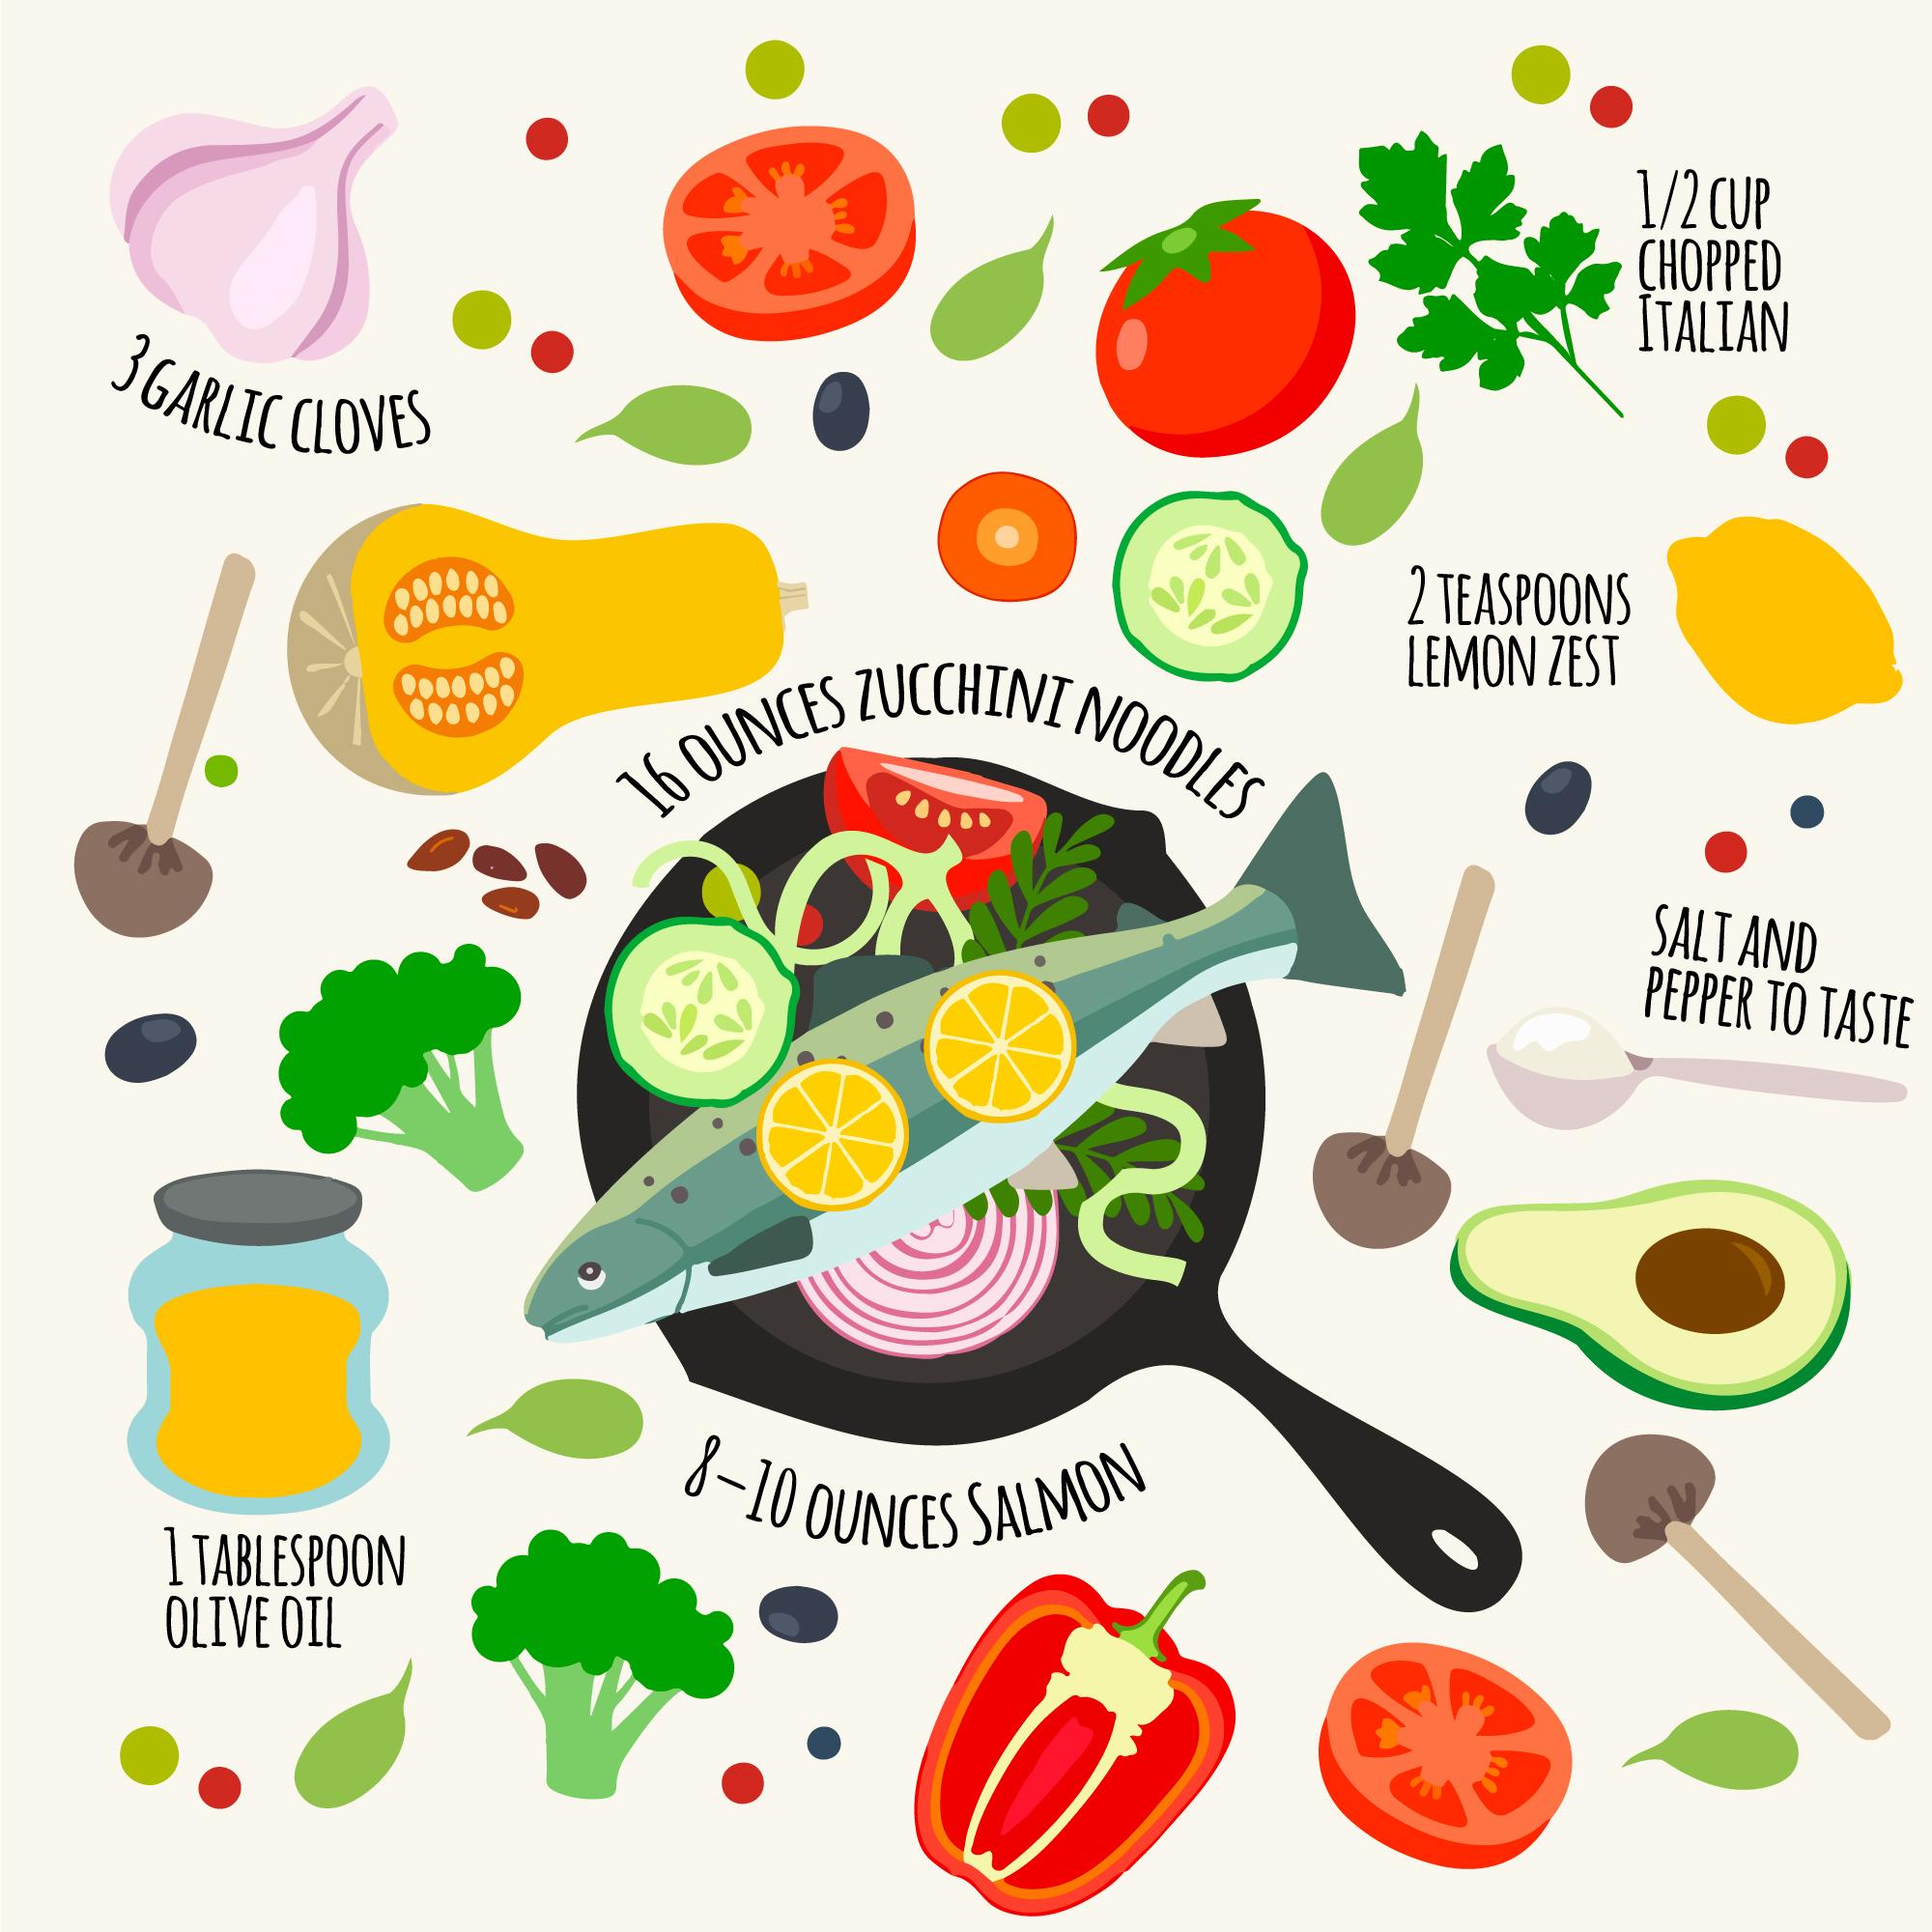 1/2 CUP
CHOPPED
ITALIAN
3 GARLIC CLOVES
2 TEASPOONS
LEMON ZEST
16 OUNCES ZUCCHINI NOODLES
SALT AND
PEPPER TO TASTE
8–10 OUNCES SALMON
1 TABLESPOON
OLIVE OIL